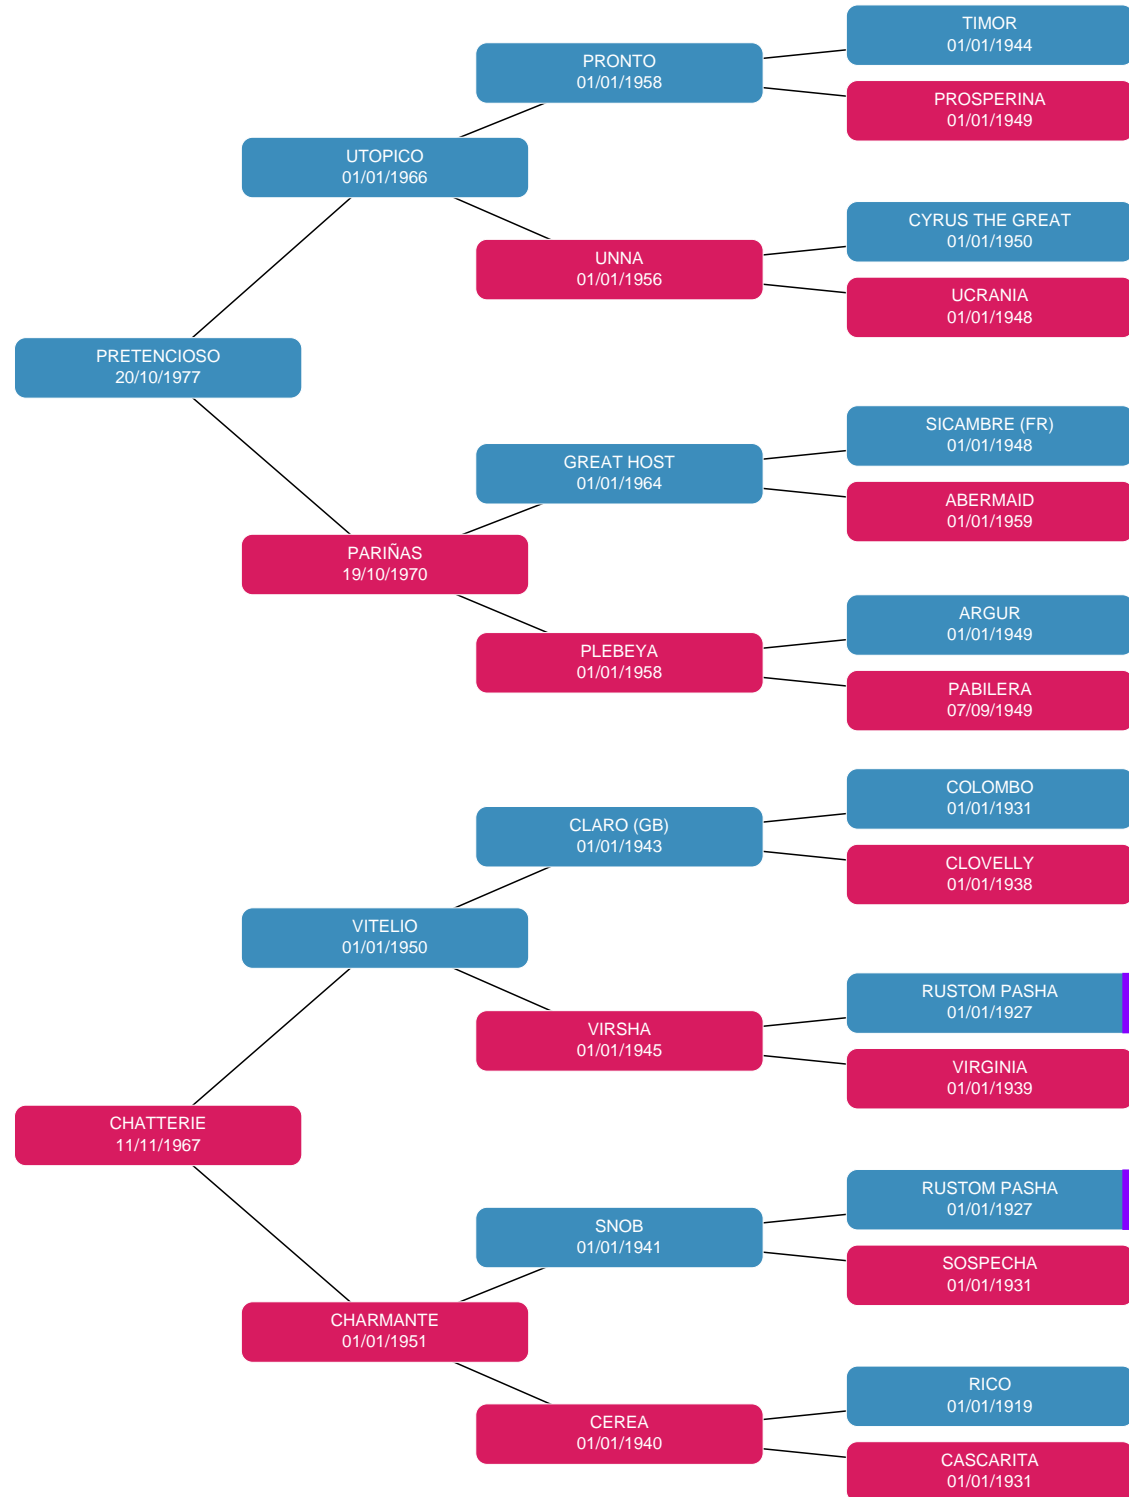 TIMOR
01/01/1944
PRONTO
01/01/1958
PROSPERINA
01/01/1949
UTOPICO
01/01/1966
CYRUS THE GREAT
01/01/1950
UNNA
01/01/1956
UCRANIA
01/01/1948
PRETENCIOSO
20/10/1977
SICAMBRE (FR)
01/01/1948
GREAT HOST
01/01/1964
ABERMAID
01/01/1959
PARIÑAS
19/10/1970
ARGUR
01/01/1949
PLEBEYA
01/01/1958
PABILERA
07/09/1949
COLOMBO
01/01/1931
CLARO (GB)
01/01/1943
CLOVELLY
01/01/1938
VITELIO
01/01/1950
RUSTOM PASHA
01/01/1927
VIRSHA
01/01/1945
VIRGINIA
01/01/1939
CHATTERIE
11/11/1967
RUSTOM PASHA
01/01/1927
SNOB
01/01/1941
SOSPECHA
01/01/1931
CHARMANTE
01/01/1951
RICO
01/01/1919
CEREA
01/01/1940
CASCARITA
01/01/1931